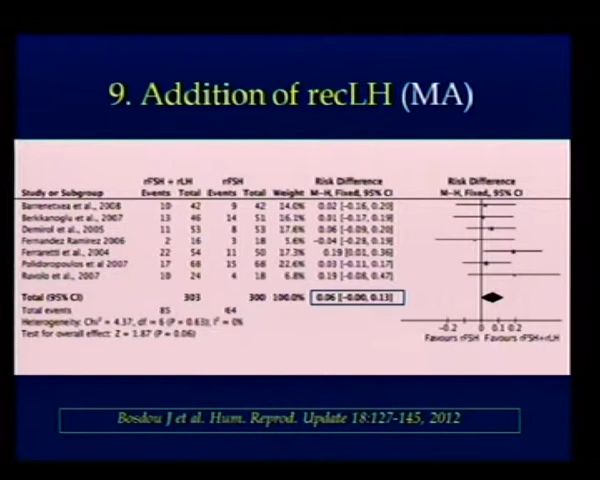 9. Addition of recLH (MA)
rFSH + rLH rFSH Risk Difference Risk Difference
Study or Subgroup Events Total Events Total Weight M-H, Fixed, 95% CI M-H, Fixed, 95% CI
Barrenetxea et al., 2008 10 42 9 42 14.0% 0.02 [-0.16, 0.20]
Berkkanoglu et al., 2007 13 46 14 51 16.1% 0.01 [-0.17, 0.19]
Demirol et al., 2005 11 53 8 53 17.6% 0.06 [-0.09, 0.20]
Fernandez Ramirez 2006 2 16 3 18 5.6% -0.04 [-0.28, 0.19]
Ferraretti et al., 2004 22 54 11 50 17.3% 0.19 [0.01, 0.36]
Polidoropoulos et al 2007 17 68 15 68 22.6% 0.03 [-0.11, 0.17]
Ruvolo et al., 2007 10 24 4 18 6.8% 0.19 [-0.08, 0.47]
Total (95% CI) 303 300 100.0% 0.06 [-0.00, 0.13]
Total events 85 64
Heterogeneity: Chi² = 4.37, df = 6 (P = 0.63); I² = 0%
Test for overall effect: Z = 1.87 (P = 0.06)
-0.2 0 0.1 0.2
Favours rFSH Favours rFSH+rLH
Bosdou J et al. Hum. Reprod. Update 18:127-145, 2012